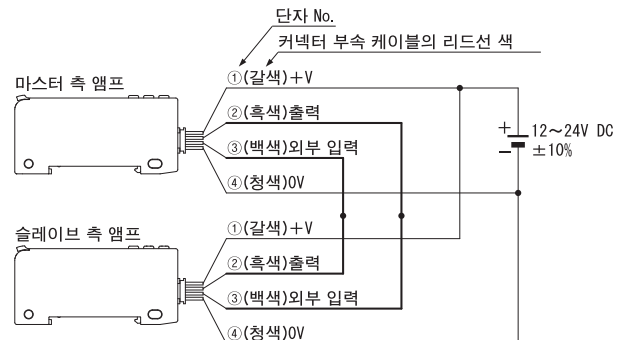 단자 No.
커넥터 부속 케이블의 리드선 색
마스터 측 앰프
①(갈색)+V
②(흑색)출력
③(백색)외부 입력
④(청색)0V
+
−
12～24V DC
±10%
슬레이브 측 앰프
①(갈색)+V
②(흑색)출력
③(백색)외부 입력
④(청색)0V